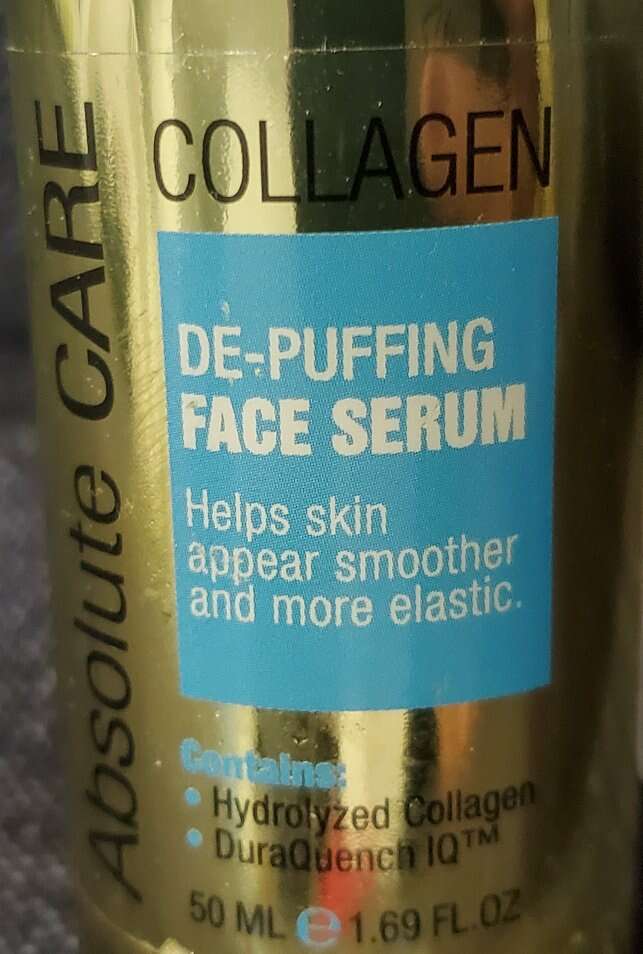 Absolute CARE
COLLAGEN
DE-PUFFING
FACE SERUM
Helps skin
appear smoother
and more elastic.
Contains:
• Hydrolyzed Collagen
• DuraQuench IQ™
50 ML ℮ 1.69 FL.OZ